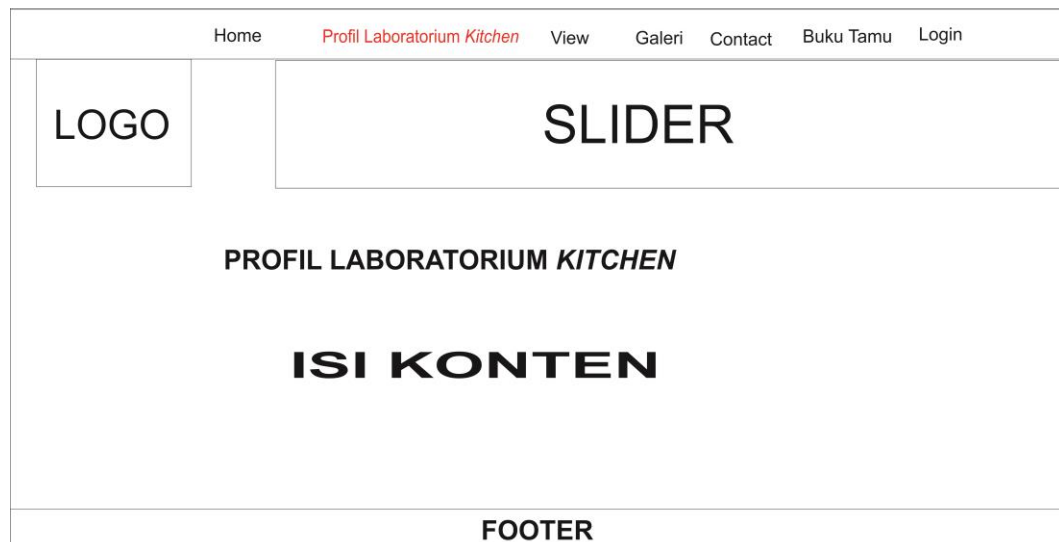 Home Profil Laboratorium Kitchen View Galeri Contact Buku Tamu Login
LOGO
SLIDER
PROFIL LABORATORIUM KITCHEN
ISI KONTEN
FOOTER